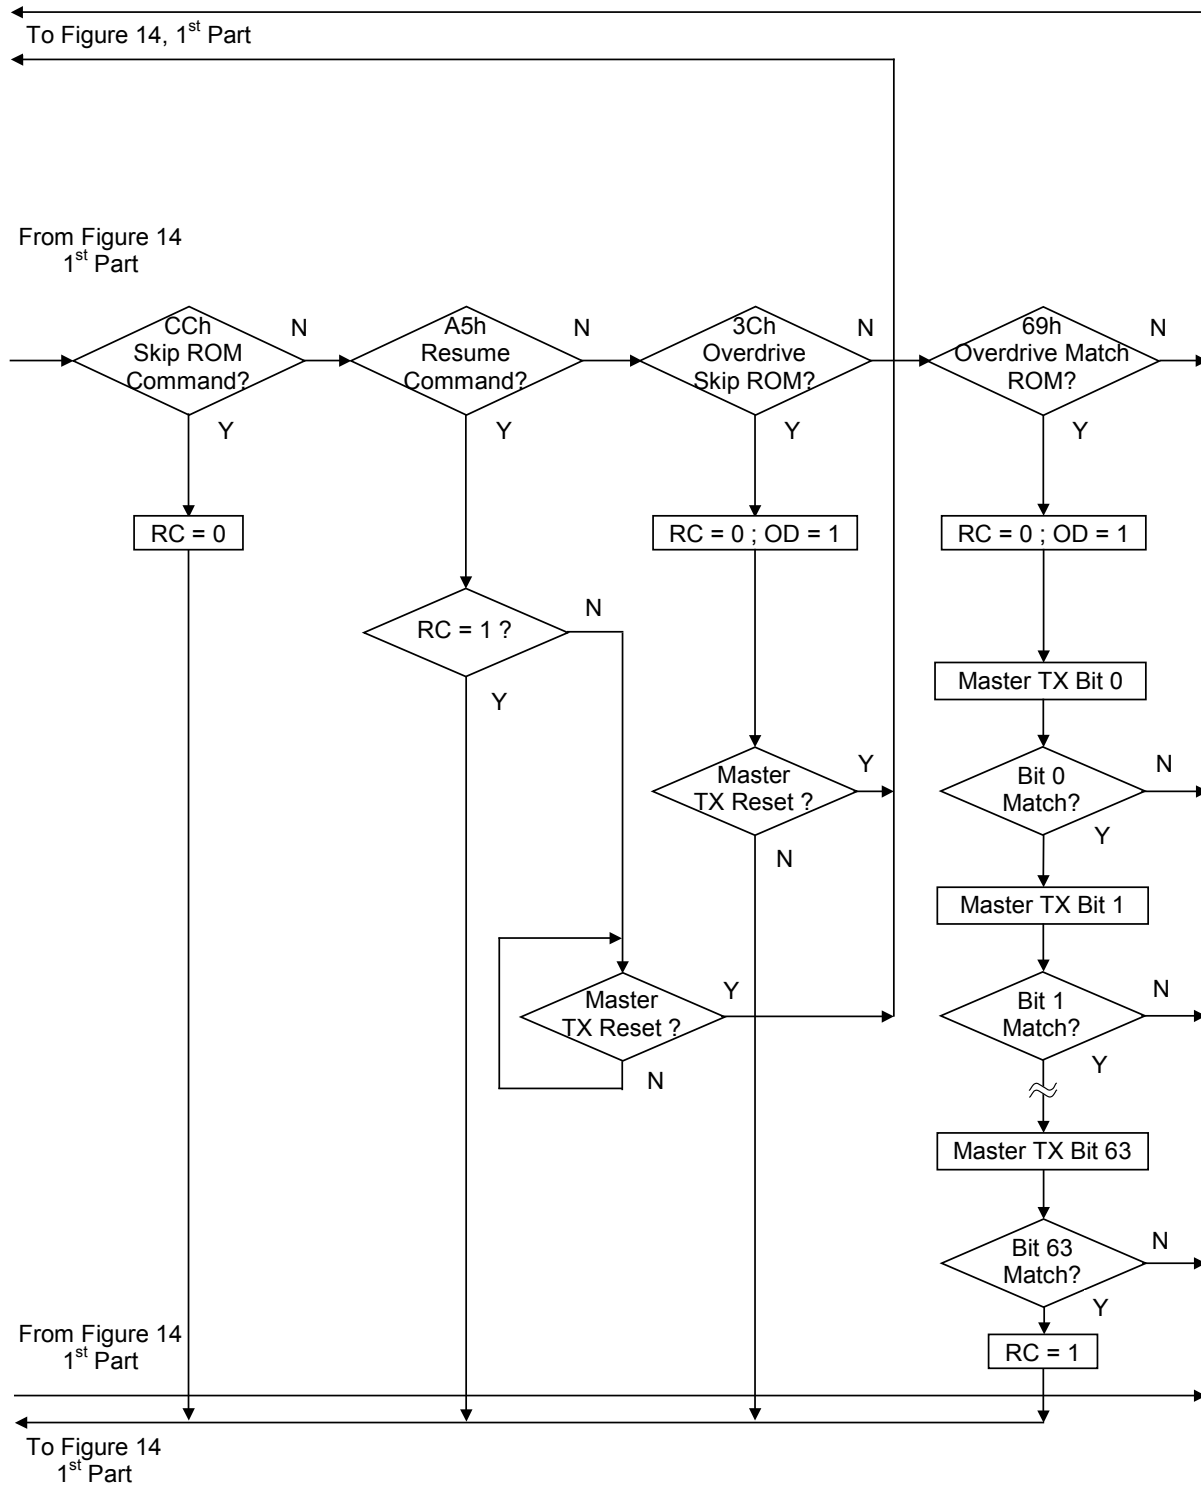 To Figure 14, 1st Part
From Figure 14
1st Part
CCh
Skip ROM
Command?
N
Y
A5h
Resume
Command?
N
Y
3Ch
Overdrive
Skip ROM?
N
Y
69h
Overdrive Match
ROM?
N
Y
RC = 0
RC = 0 ; OD = 1
RC = 0 ; OD = 1
RC = 1 ?
N
Y
Master TX Bit 0
Master
TX Reset ?
Y
N
Bit 0
Match?
N
Y
Master TX Bit 1
Master
TX Reset ?
Y
N
Bit 1
Match?
N
Y
Master TX Bit 63
Bit 63
Match?
N
Y
RC = 1
From Figure 14
1st Part
To Figure 14
1st Part